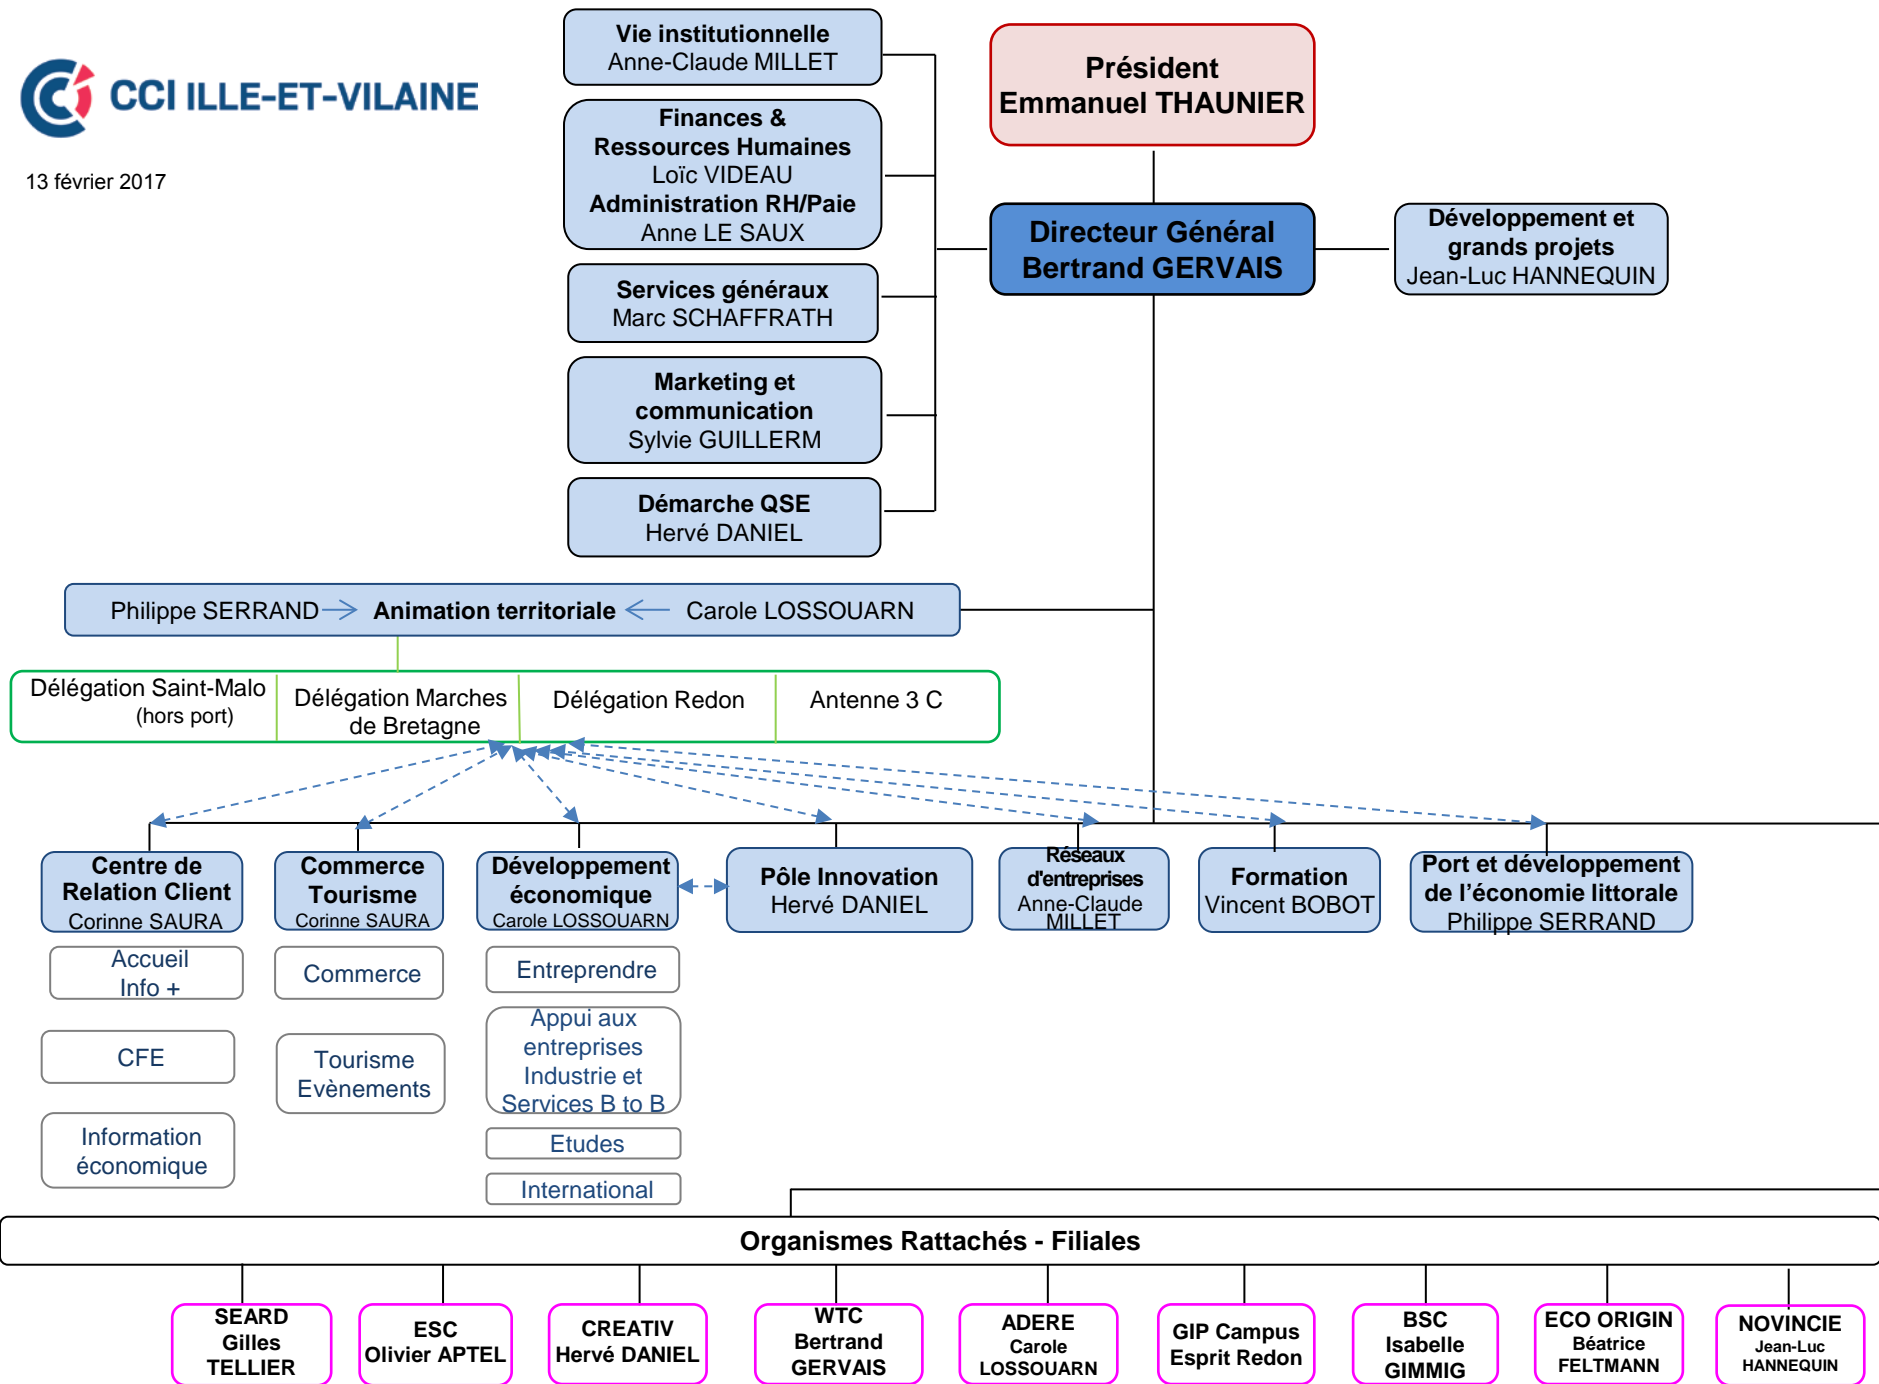 CCI ILLE-ET-VILAINE
13 février 2017
Vie institutionnelle
Anne-Claude MILLET
Finances &
Ressources Humaines
Loïc VIDEAU
Administration RH/Paie
Anne LE SAUX
Services généraux
Marc SCHAFFRATH
Marketing et
communication
Sylvie GUILLERM
Démarche QSE
Hervé DANIEL
Président
Emmanuel THAUNIER
Directeur Général
Bertrand GERVAIS
Développement et
grands projets
Jean-Luc HANNEQUIN
Philippe SERRAND Animation territoriale Carole LOSSOUARN
Délégation Saint-Malo
(hors port)
Délégation Marches
de Bretagne
Délégation Redon
Antenne 3 C
Centre de
Relation Client
Corinne SAURA
Accueil
Info +
CFE
Information
économique
Commerce
Tourisme
Corinne SAURA
Commerce
Tourisme
Evènements
Développement
économique
Carole LOSSOUARN
Entreprendre
Appui aux
entreprises
Industrie et
Services B to B
Etudes
International
Pôle Innovation
Hervé DANIEL
Réseaux
d'entreprises
Anne-Claude
MILLET
Formation
Vincent BOBOT
Port et développement
de l'économie littorale
Philippe SERRAND
Organismes Rattachés - Filiales
SEARD
Gilles
TELLIER
ESC
Olivier APTEL
CREATIV
Hervé DANIEL
WTC
Bertrand
GERVAIS
ADERE
Carole
LOSSOUARN
GIP Campus
Esprit Redon
BSC
Isabelle
GIMMIG
ECO ORIGIN
Béatrice
FELTMANN
NOVINCIE
Jean-Luc
HANNEQUIN